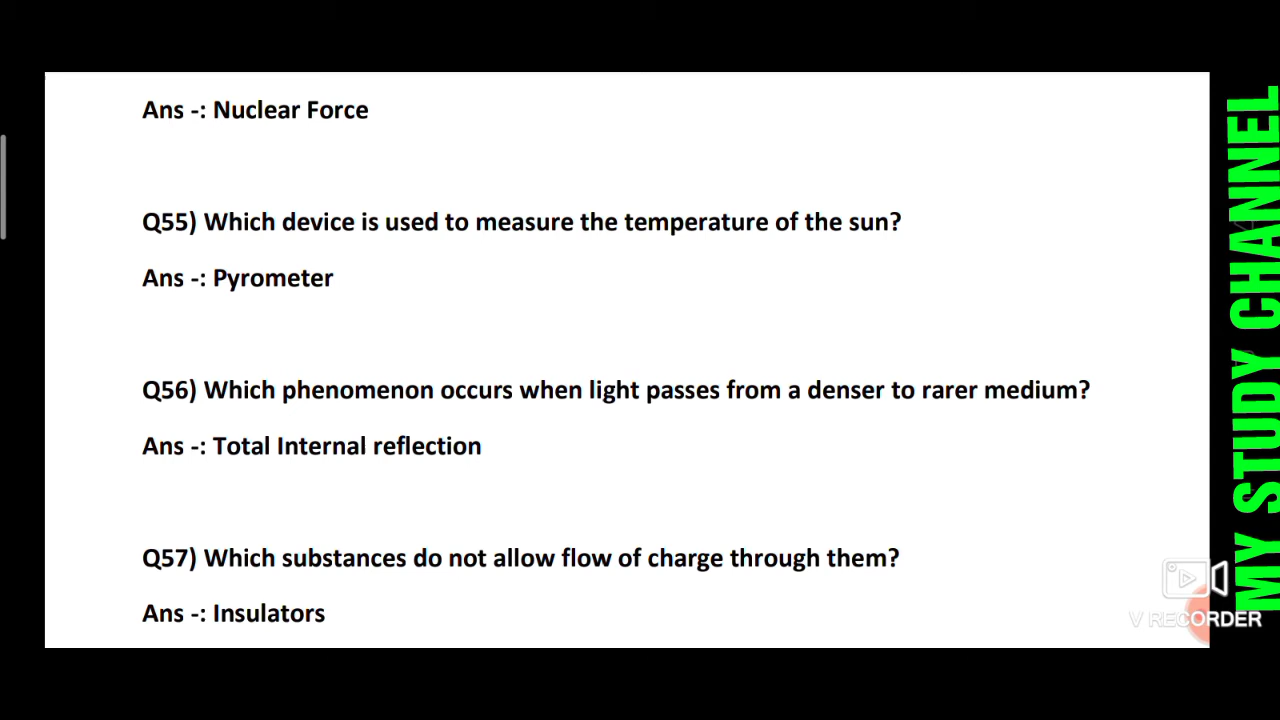 Ans -: Nuclear Force
Q55) Which device is used to measure the temperature of the sun?
Ans -: Pyrometer
Q56) Which phenomenon occurs when light passes from a denser to rarer medium?
Ans -: Total Internal reflection
Q57) Which substances do not allow flow of charge through them?
Ans -: Insulators
MY STUDY CHANNEL
V RECORDER